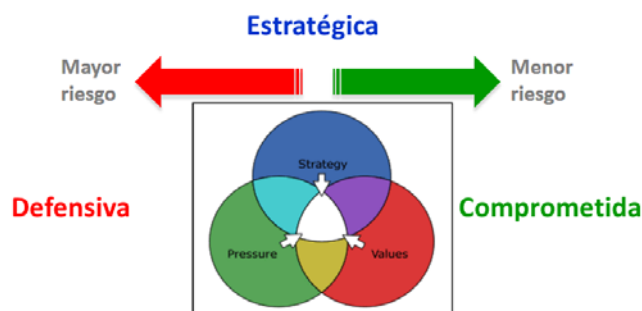 Estratégica
Mayor
riesgo
Menor
riesgo
Strategy
Defensiva
Comprometida
Pressure
Values